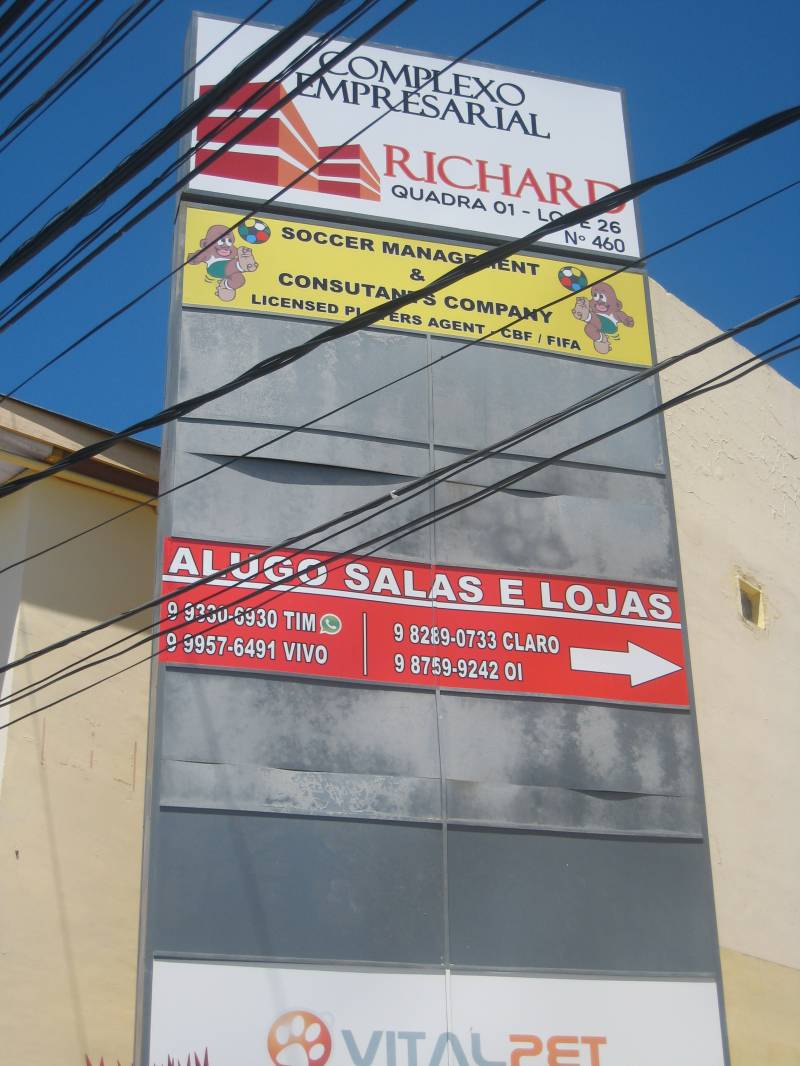 COMPLEXO
EMPRESARIAL
RICHARD
QUADRA 01 - LOTE 26
Nº 460
SOCCER MANAGEMENT
&
CONSUTANTS COMPANY
LICENSED PLAYERS AGENT - CBF / FIFA
ALUGO SALAS E LOJAS
9 9330-6930 TIM
9 9957-6491 VIVO
9 8289-0733 CLARO
9 8759-9242 OI
VITALPET